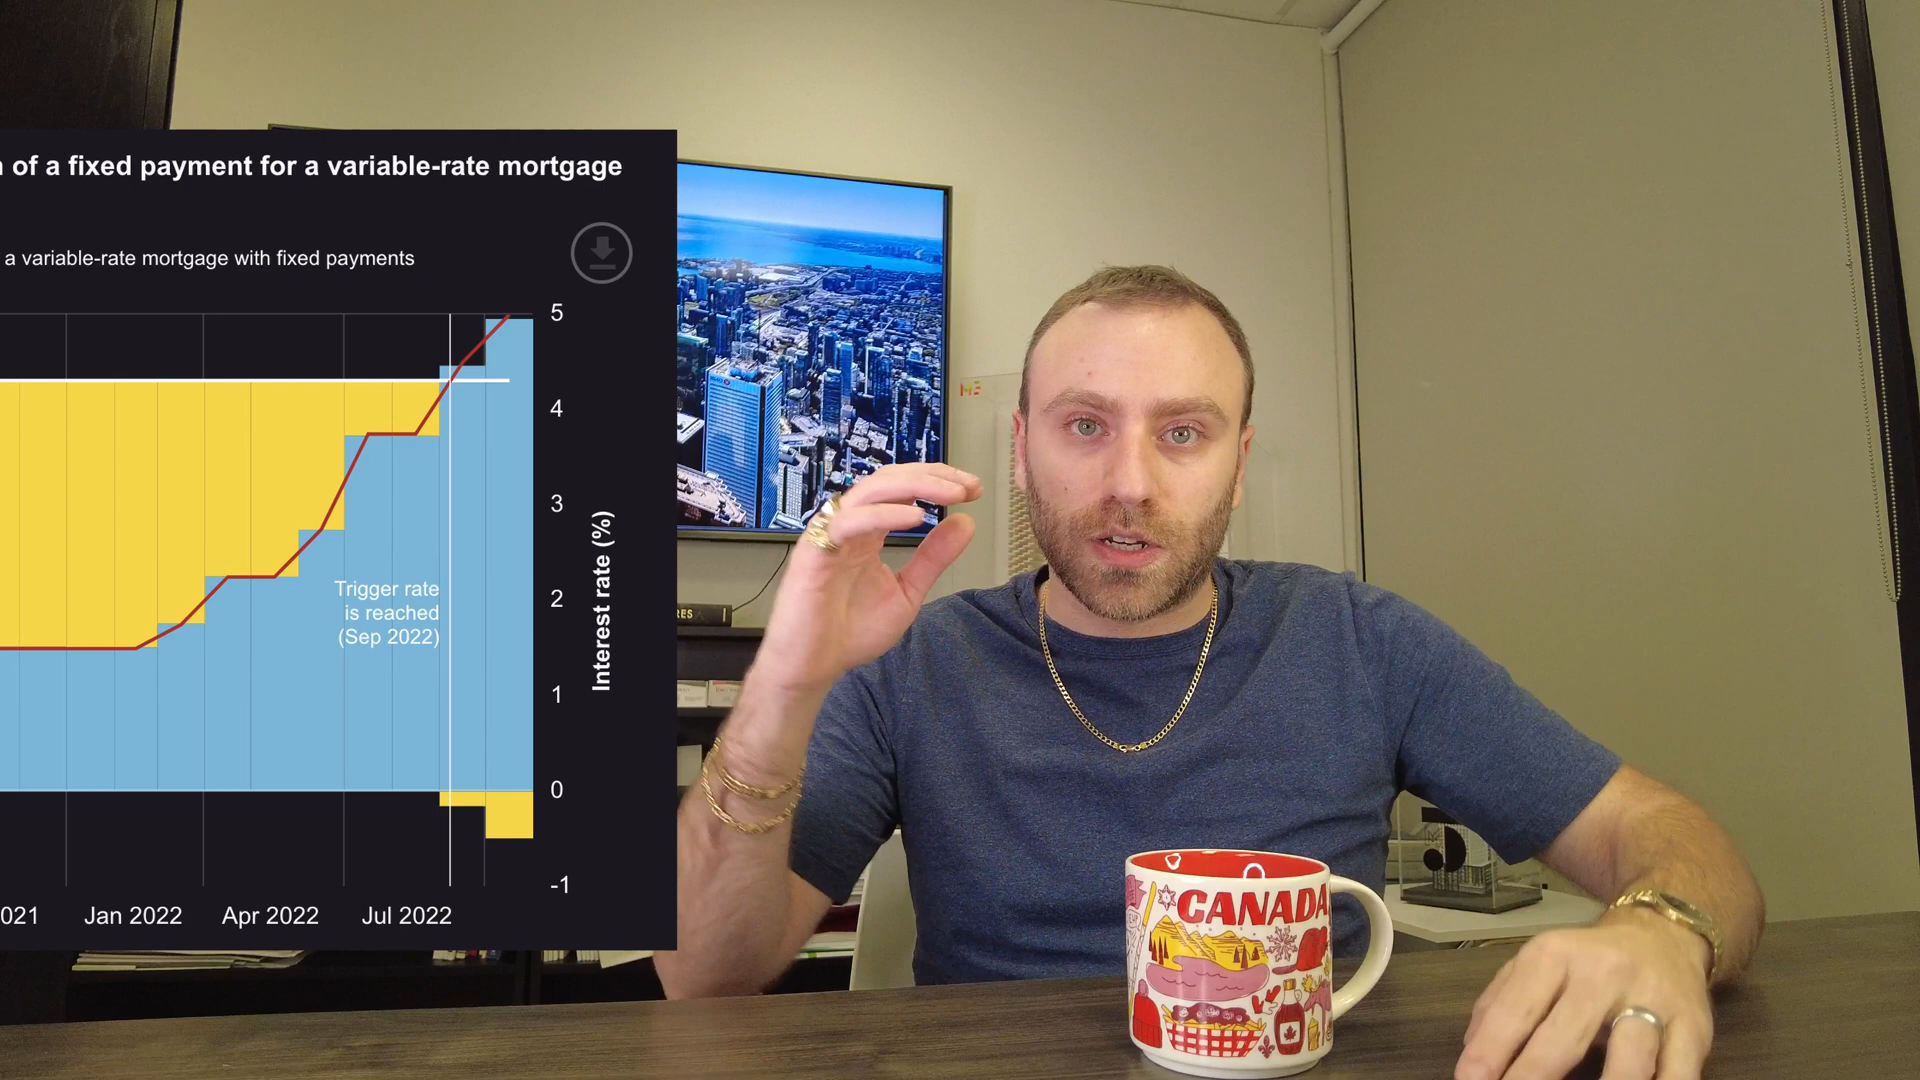 of a fixed payment for a variable-rate mortgage
a variable-rate mortgage with fixed payments
5
4
3
2
1
0
-1
Interest rate (%)
Trigger rate
is reached
(Sep 2022)
021
Jan 2022
Apr 2022
Jul 2022
RES
CANADA